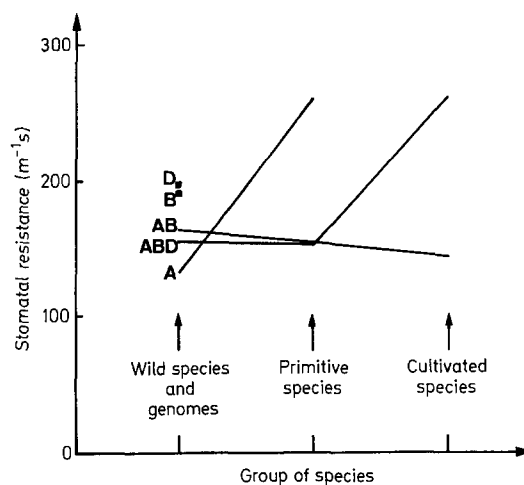 300
200
100
0
Stomatal resistance (m⁻¹s)
D
B
AB
ABD
A
Wild species
and
genomes
Primitive
species
Cultivated
species
Group of species